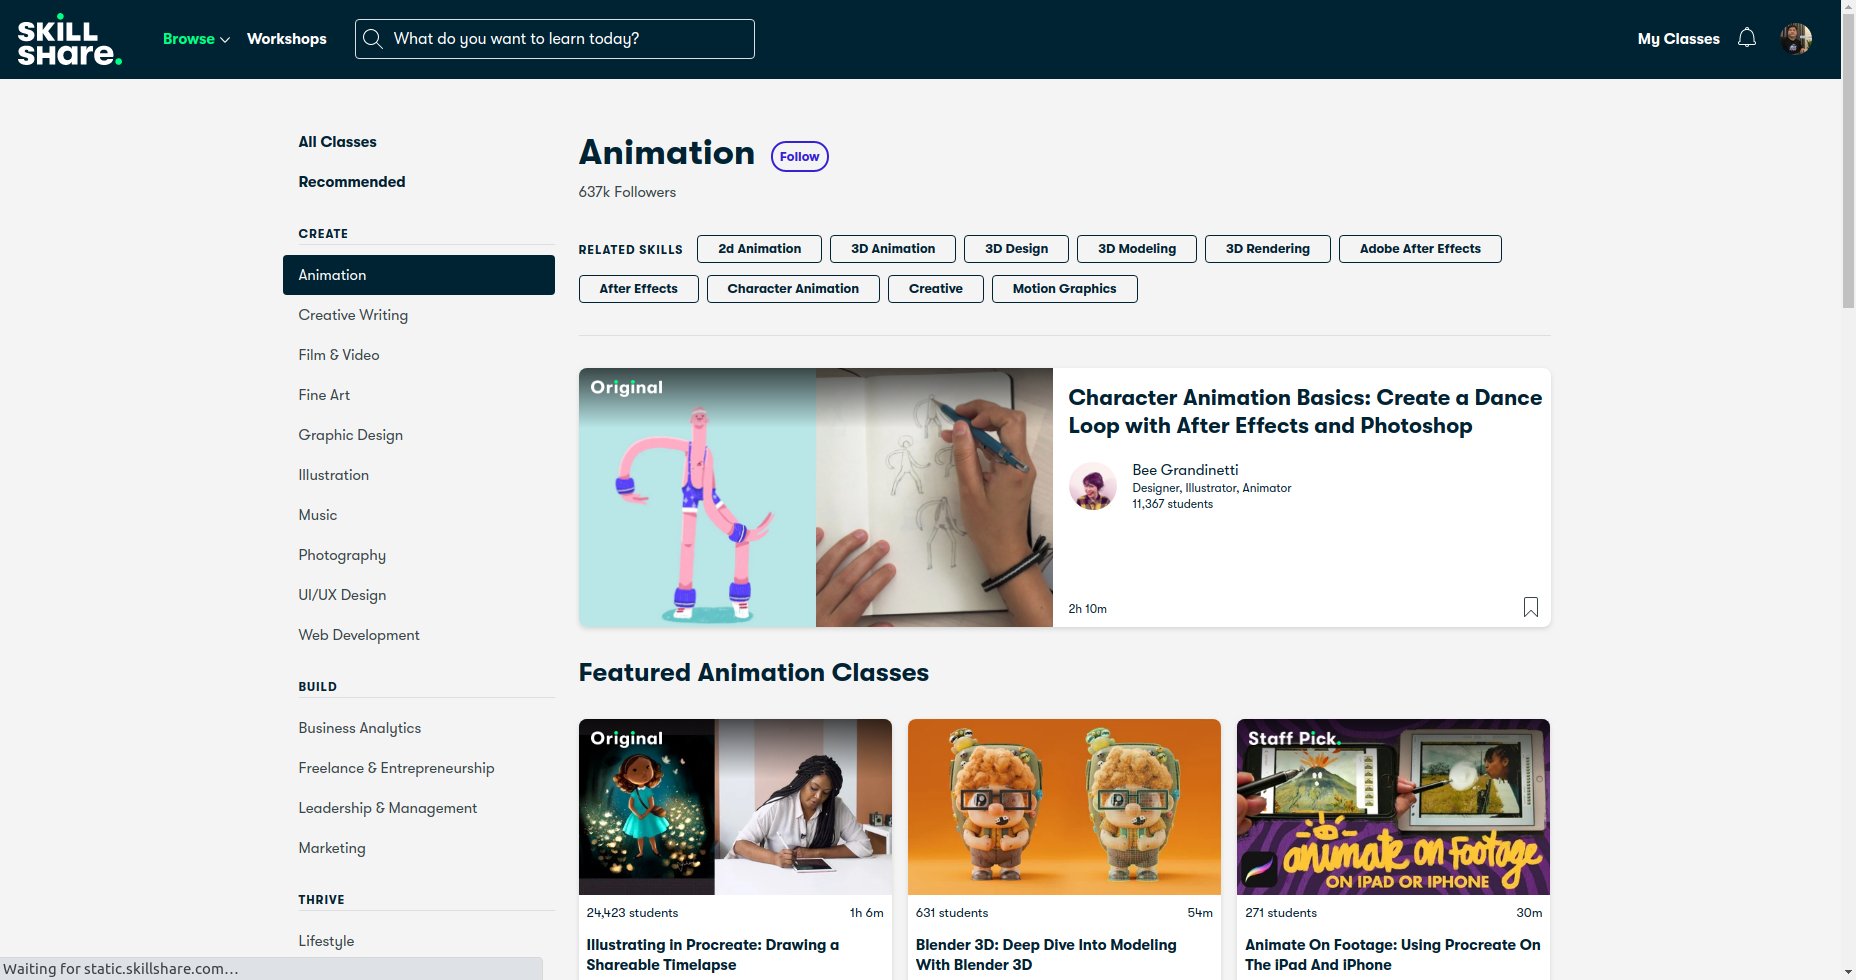 SKILL
SHARE.
Browse
Workshops
What do you want to learn today?
My Classes
All Classes
Recommended
CREATE
Animation
Creative Writing
Film & Video
Fine Art
Graphic Design
Illustration
Music
Photography
UI/UX Design
Web Development
BUILD
Business Analytics
Freelance & Entrepreneurship
Leadership & Management
Marketing
THRIVE
Lifestyle
Animation
Follow
637k Followers
RELATED SKILLS
2d Animation
3D Animation
3D Design
3D Modeling
3D Rendering
Adobe After Effects
After Effects
Character Animation
Creative
Motion Graphics
Original
Character Animation Basics: Create a Dance
Loop with After Effects and Photoshop
Bee Grandinetti
Designer, Illustrator, Animator
11,367 students
2h 10m
Featured Animation Classes
Original
24,423 students
1h 6m
Illustrating in Procreate: Drawing a
Shareable Timelapse
631 students
54m
Blender 3D: Deep Dive Into Modeling
With Blender 3D
Staff Pick.
animate on footage
ON IPAD OR IPHONE
271 students
30m
Animate On Footage: Using Procreate On
The iPad And iPhone
Waiting for static.skillshare.com...